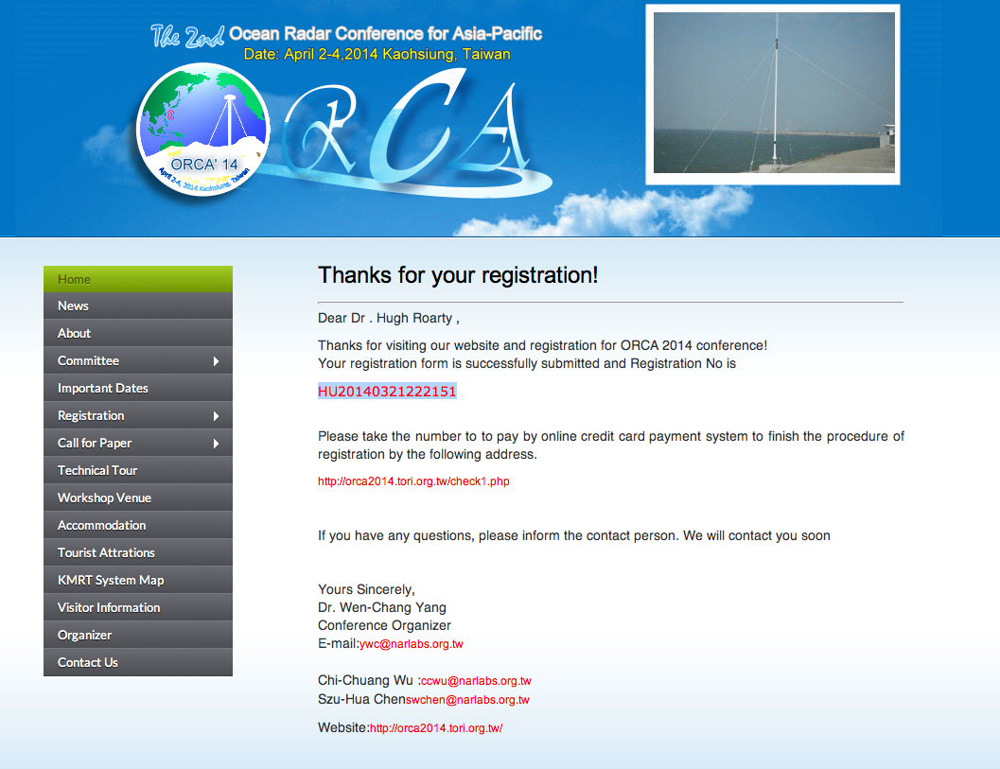 The 2nd Ocean Radar Conference for Asia-Pacific
Date: April 2-4,2014 Kaohsiung, Taiwan
ORCA
ORCA' 14
April 2-4, 2014 Kaohsiung, Taiwan
Home
News
About
Committee
Important Dates
Registration
Call for Paper
Technical Tour
Workshop Venue
Accommodation
Tourist Attrations
KMRT System Map
Visitor Information
Organizer
Contact Us
Thanks for your registration!
Dear Dr . Hugh Roarty ,
Thanks for visiting our website and registration for ORCA 2014 conference!
Your registration form is successfully submitted and Registration No is
HU20140321222151
Please take the number to to pay by online credit card payment system to finish the procedure of
registration by the following address.
http://orca2014.tori.org.tw/check1.php
If you have any questions, please inform the contact person. We will contact you soon
Yours Sincerely,
Dr. Wen-Chang Yang
Conference Organizer
E-mail:ywc@narlabs.org.tw
Chi-Chuang Wu :ccwu@narlabs.org.tw
Szu-Hua Chenswchen@narlabs.org.tw
Website:http://orca2014.tori.org.tw/